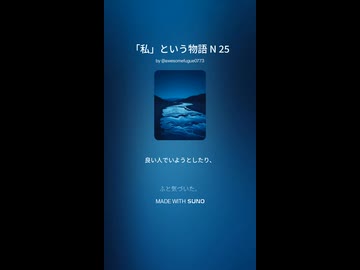 「私」という物語 N 25
by @awesomefugue0773
良い人でいようとしたり、
ふと気づいた。
MADE WITH SUNO